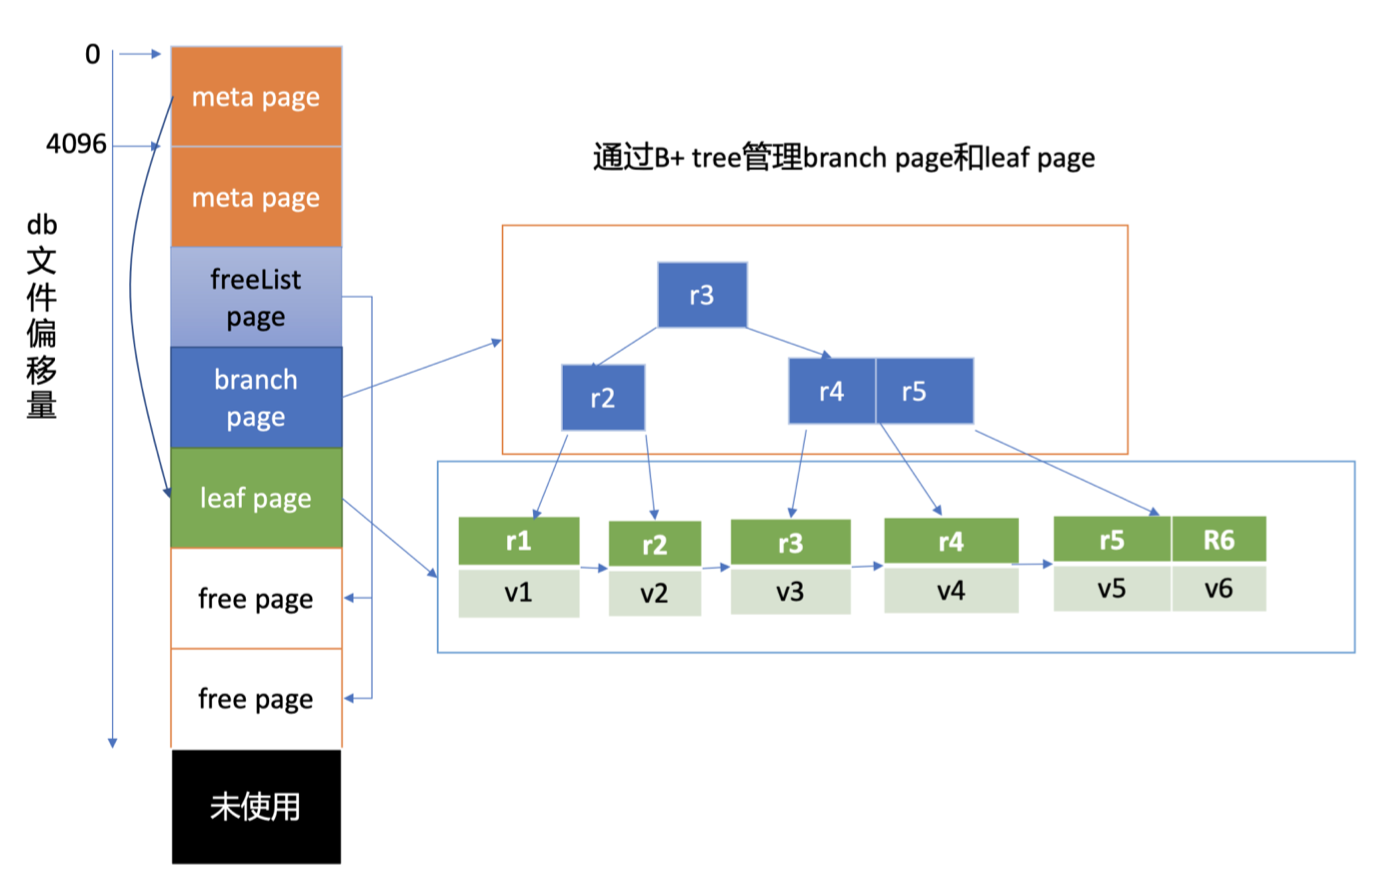 0
meta page
4096
meta page
db
文
件
偏
移
量
freeList
page
branch
page
leaf page
free page
free page
未使用
通过B+ tree管理branch page和leaf page
r3
r2
r4 r5
r1 r2 r3 r4 r5 R6
v1 v2 v3 v4 v5 v6